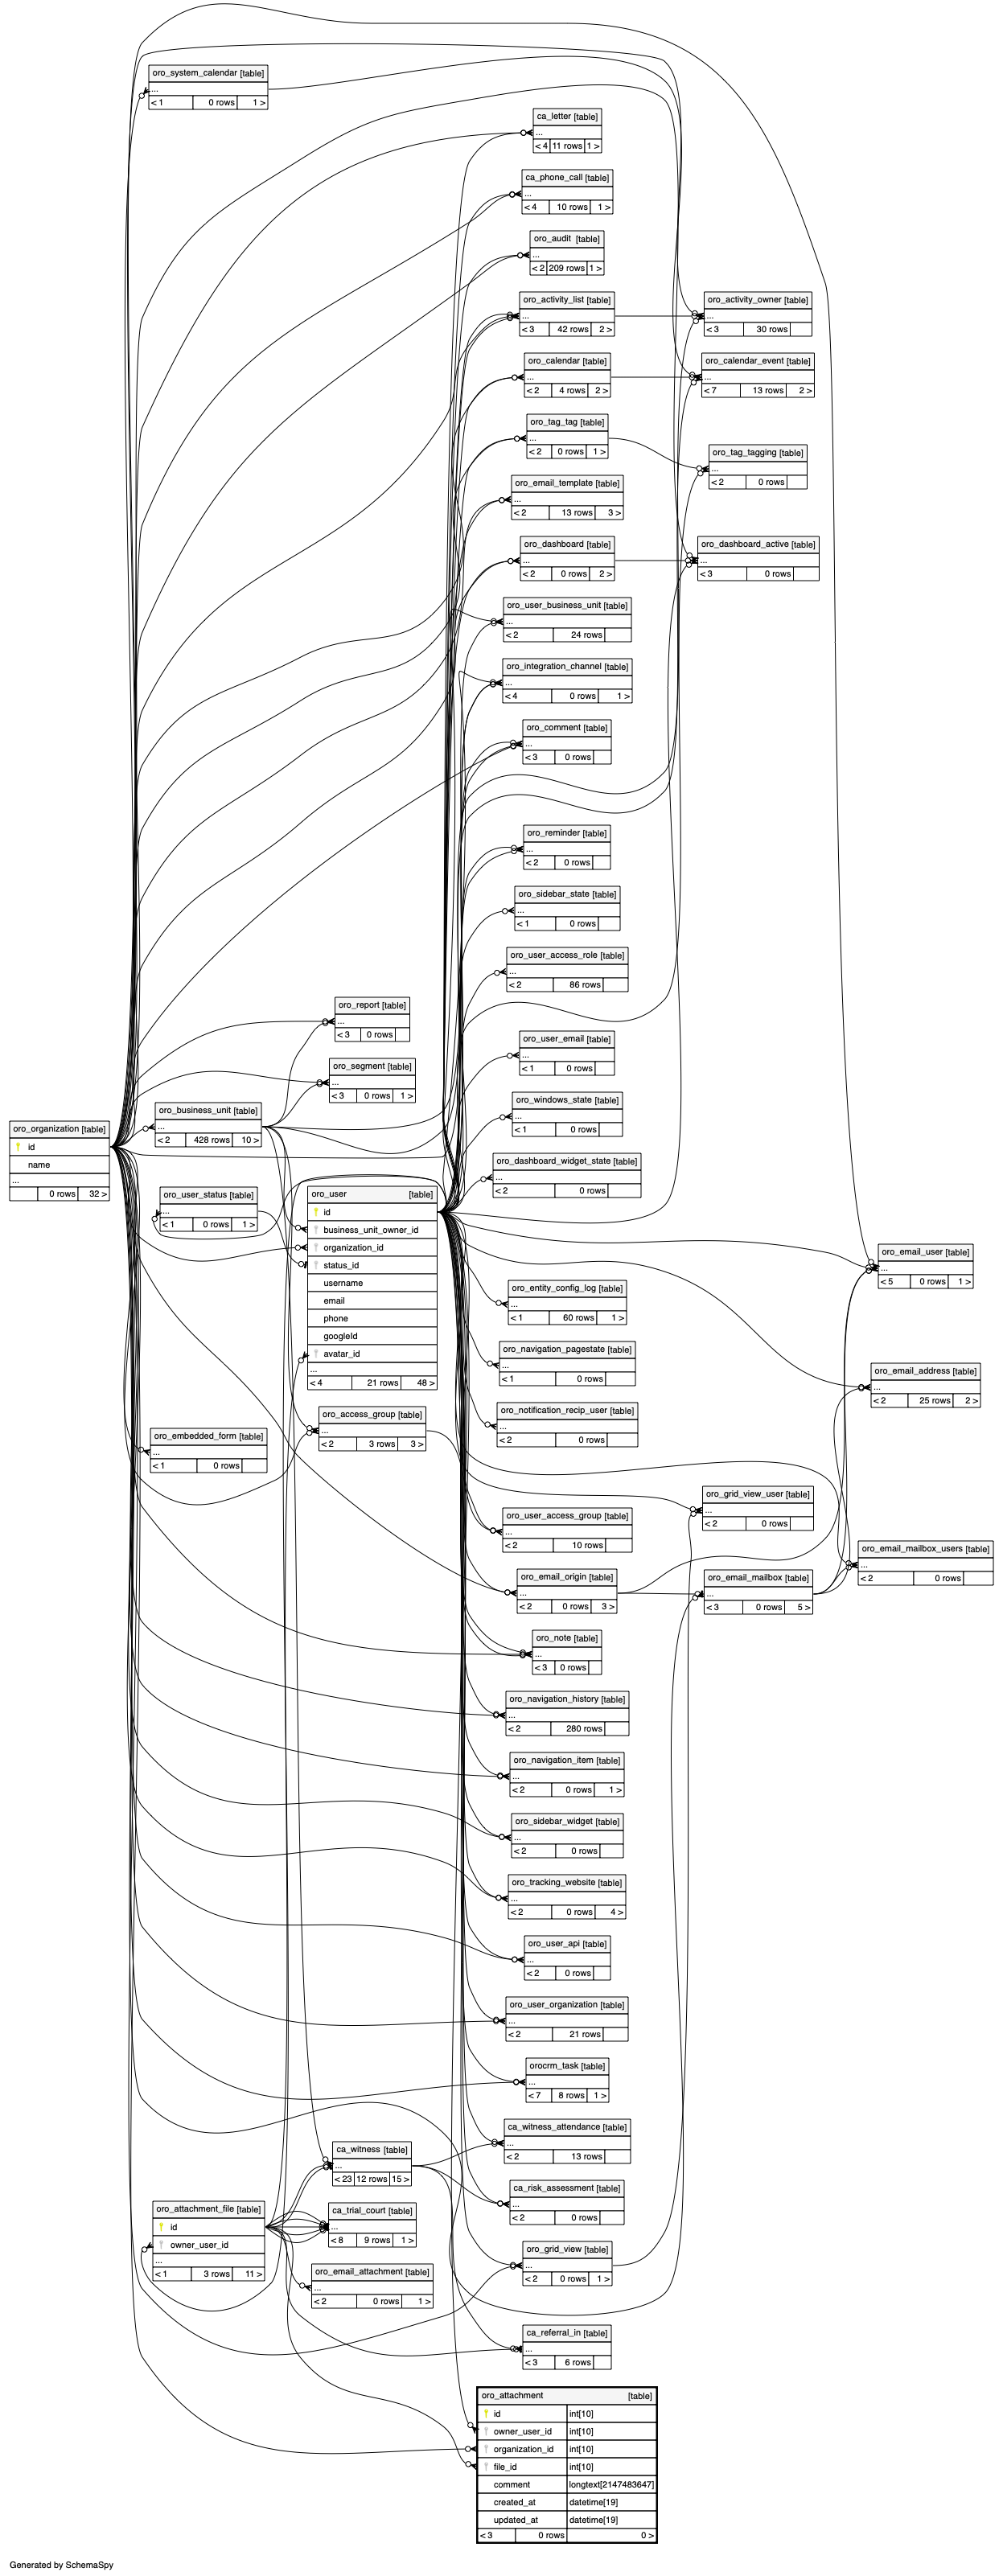 oro_system_calendar [table]
...
< 1 0 rows 1 >
ca_letter [table]
...
< 4 11 rows 1 >
ca_phone_call [table]
...
< 4 10 rows 1 >
oro_audit [table]
...
< 2 209 rows 1 >
oro_activity_list [table]
...
< 3 42 rows 2 >
oro_activity_owner [table]
...
< 3 30 rows
oro_calendar [table]
...
< 2 4 rows 2 >
oro_calendar_event [table]
...
< 7 13 rows 2 >
oro_tag_tag [table]
...
< 2 0 rows 1 >
oro_tag_tagging [table]
...
< 2 0 rows
oro_email_template [table]
...
< 2 13 rows 3 >
oro_dashboard [table]
...
< 2 0 rows 2 >
oro_dashboard_active [table]
...
< 3 0 rows
oro_user_business_unit [table]
...
< 2 24 rows
oro_integration_channel [table]
...
< 4 0 rows 1 >
oro_comment [table]
...
< 3 0 rows
oro_reminder [table]
...
< 2 0 rows
oro_sidebar_state [table]
...
< 1 0 rows
oro_user_access_role [table]
...
< 2 86 rows
oro_report [table]
...
< 3 0 rows
oro_user_email [table]
...
< 1 0 rows
oro_segment [table]
...
< 3 0 rows 1 >
oro_windows_state [table]
...
< 1 0 rows
oro_business_unit [table]
...
< 2 428 rows 10 >
oro_organization [table]
id
name
...
0 rows 32 >
oro_dashboard_widget_state [table]
...
< 2 0 rows
oro_user_status [table]
...
< 1 0 rows 1 >
oro_user [table]
id
business_unit_owner_id
organization_id
status_id
username
email
phone
googleId
avatar_id
...
< 4 21 rows 48 >
oro_email_user [table]
...
< 5 0 rows 1 >
oro_entity_config_log [table]
...
< 1 60 rows 1 >
oro_navigation_pagestate [table]
...
< 1 0 rows
oro_email_address [table]
...
< 2 25 rows 2 >
oro_notification_recip_user [table]
...
< 2 0 rows
oro_access_group [table]
...
< 2 3 rows 3 >
oro_embedded_form [table]
...
< 1 0 rows
oro_grid_view_user [table]
...
< 2 0 rows
oro_user_access_group [table]
...
< 2 10 rows
oro_email_mailbox_users [table]
...
< 2 0 rows
oro_email_origin [table]
...
< 2 0 rows 3 >
oro_email_mailbox [table]
...
< 3 0 rows 5 >
oro_note [table]
...
< 3 0 rows
oro_navigation_history [table]
...
< 2 280 rows
oro_navigation_item [table]
...
< 2 0 rows 1 >
oro_sidebar_widget [table]
...
< 2 0 rows
oro_tracking_website [table]
...
< 2 0 rows 4 >
oro_user_api [table]
...
< 2 0 rows
oro_user_organization [table]
...
< 2 21 rows
orocrm_task [table]
...
< 7 8 rows 1 >
ca_witness_attendance [table]
...
< 2 13 rows
ca_witness [table]
...
< 23 12 rows 15 >
ca_risk_assessment [table]
...
< 2 0 rows
oro_attachment_file [table]
id
owner_user_id
...
< 1 3 rows 11 >
ca_trial_court [table]
...
< 8 9 rows 1 >
oro_grid_view [table]
...
< 2 0 rows 1 >
oro_email_attachment [table]
...
< 2 0 rows 1 >
ca_referral_in [table]
...
< 3 6 rows
oro_attachment [table]
id int[10]
owner_user_id int[10]
organization_id int[10]
file_id int[10]
comment longtext[2147483647]
created_at datetime[19]
updated_at datetime[19]
< 3 0 rows 0 >
Generated by SchemaSpy